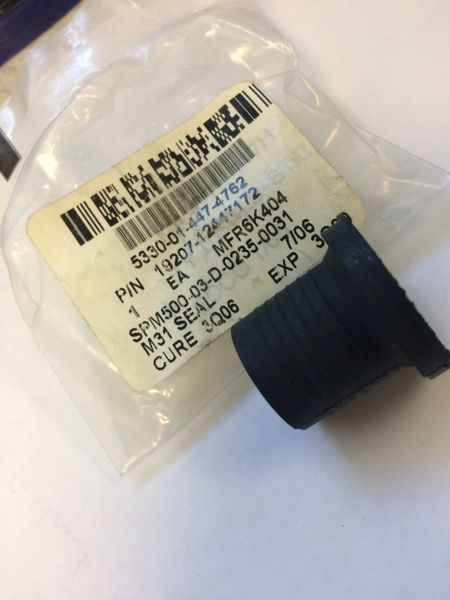 5330-01-447-4762
P/N 19207-12447172
1 EA MFR6K404
SPM500-03-D-0235-0031
M31 SEAL 7/06
CURE 3Q06 EXP